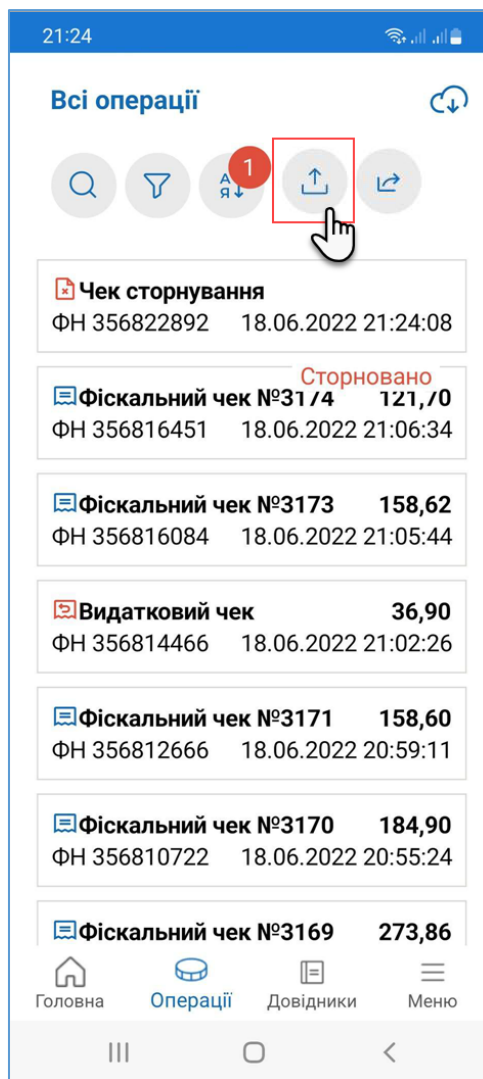 21:24
Всі операції
А
Я
1
Чек сторнування
ФН 356822892 18.06.2022 21:24:08
Сторновано
Фіскальний чек №3174 121,70
ФН 356816451 18.06.2022 21:06:34
Фіскальний чек №3173 158,62
ФН 356816084 18.06.2022 21:05:44
Видатковий чек 36,90
ФН 356814466 18.06.2022 21:02:26
Фіскальний чек №3171 158,60
ФН 356812666 18.06.2022 20:59:11
Фіскальний чек №3170 184,90
ФН 356810722 18.06.2022 20:55:24
Фіскальний чек №3169 273,86
Головна Операції Довідники Меню